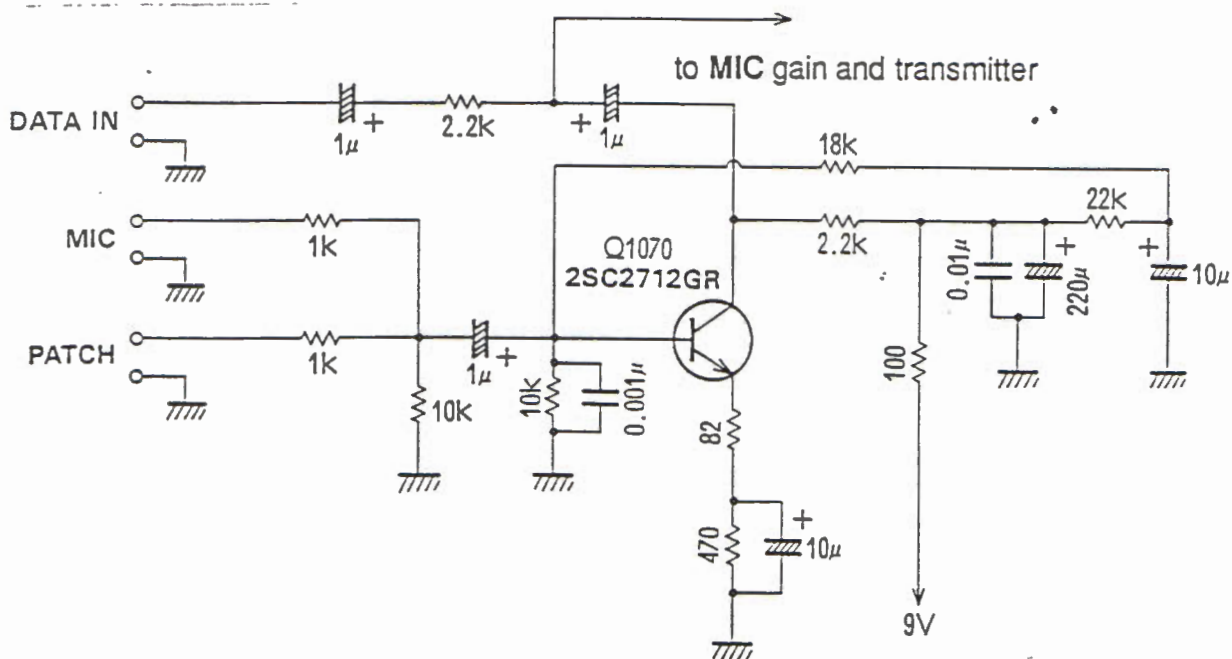 to MIC gain and transmitter
DATA IN
1μ +
2.2k
+ 1μ
18k
MIC
1k
Q1070
2SC2712GR
2.2k
22k
0.01μ
+
220μ
+
10μ
PATCH
1k
1μ +
10k
10k
0.001μ
100
82
470
+
10μ
9V